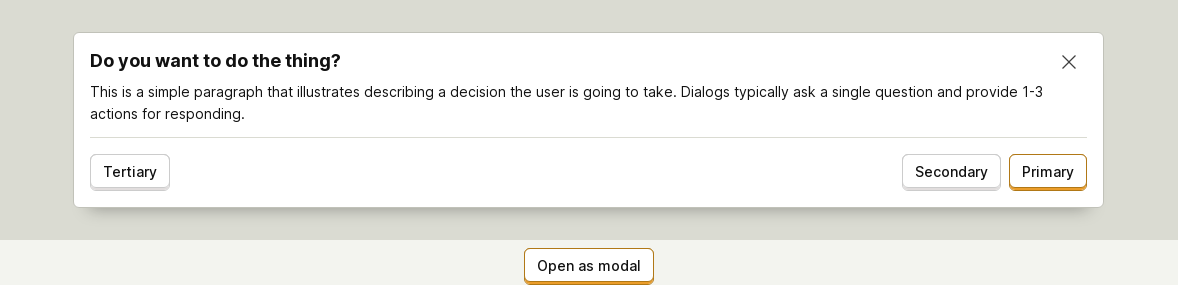 Do you want to do the thing?
This is a simple paragraph that illustrates describing a decision the user is going to take. Dialogs typically ask a single question and provide 1-3
actions for responding.
Tertiary
Secondary
Primary
Open as modal